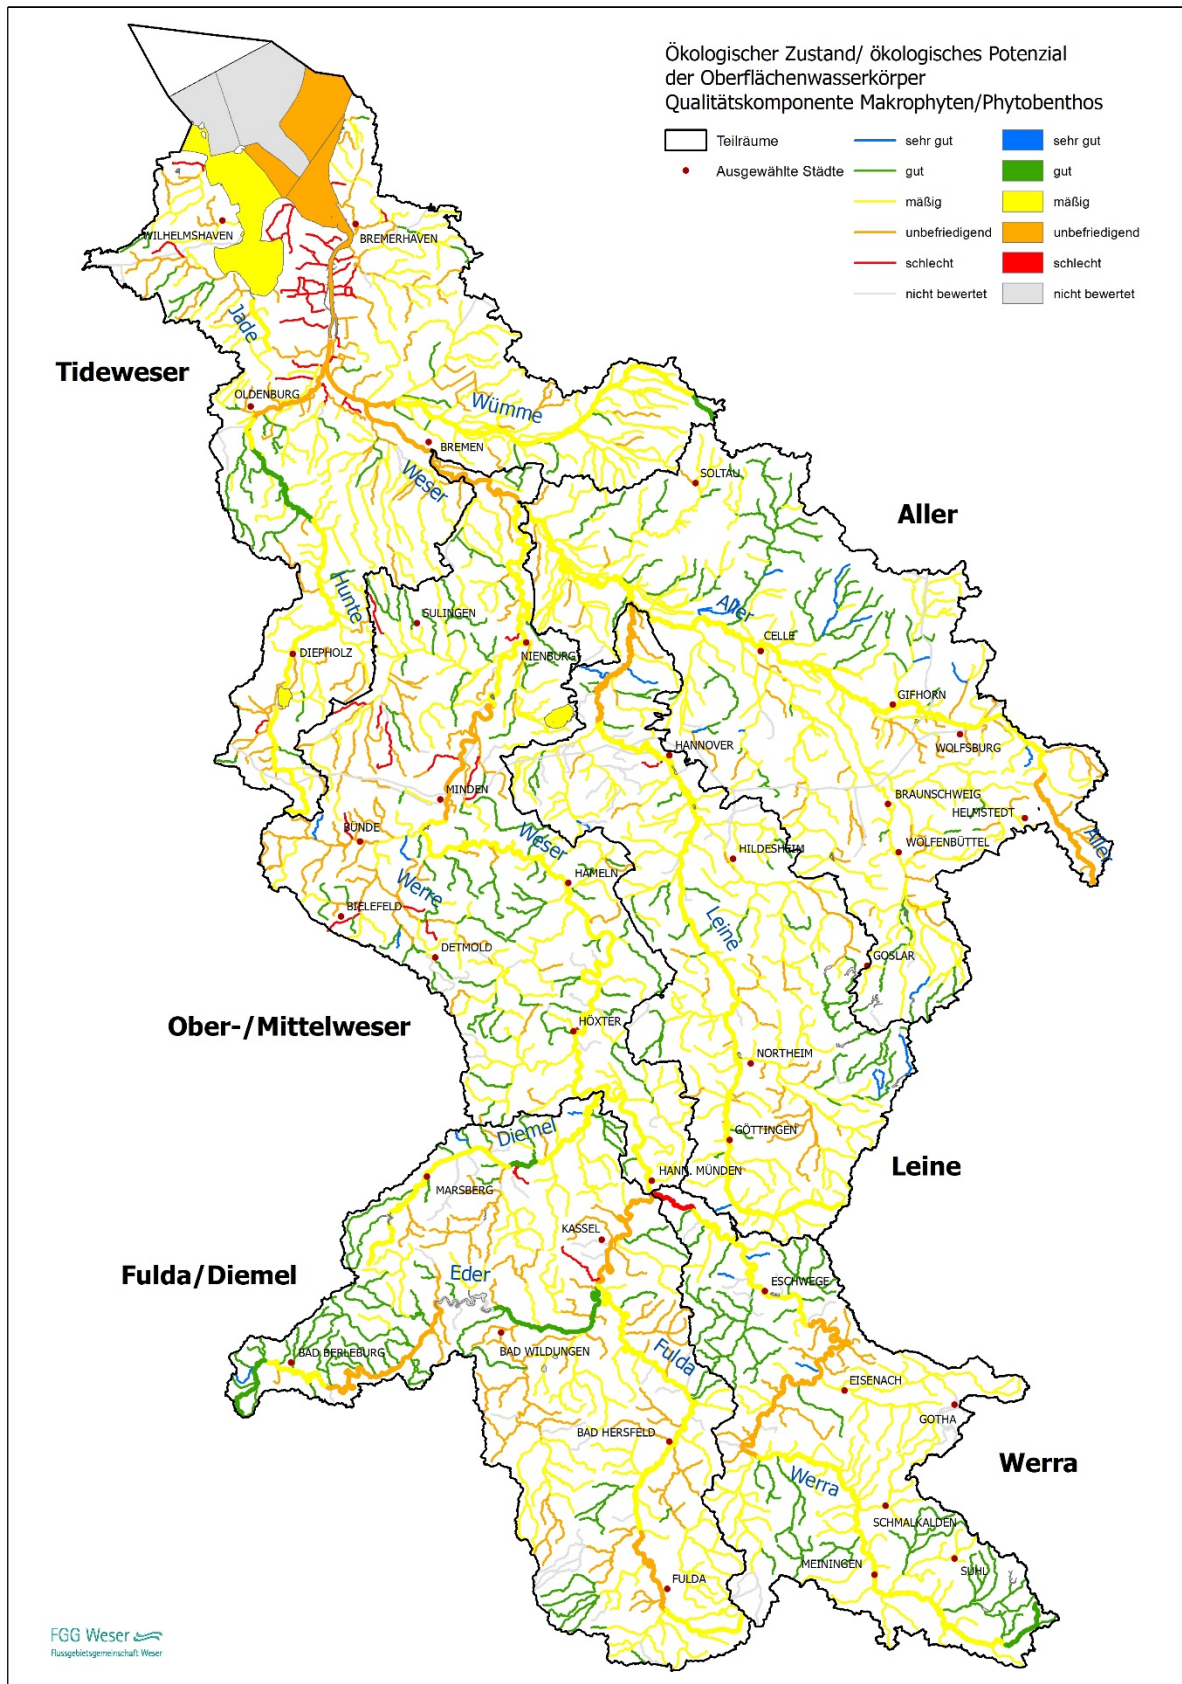 Ökologischer Zustand/ ökologisches Potenzial
der Oberflächenwasserkörper
Qualitätskomponente Makrophyten/Phytobenthos
Teilräume
Ausgewählte Städte
sehr gut
gut
mäßig
unbefriedigend
schlecht
nicht bewertet
sehr gut
gut
mäßig
unbefriedigend
schlecht
nicht bewertet
WILHELMSHAVEN
BREMERHAVEN
Jade
Tideweser
OLDENBURG
Wümme
BREMEN
Weser
SOLTAU
Aller
Hunte
SULINGEN
Aller
CELLE
NIENBURG
DIEPHOLZ
GIFHORN
WOLFSBURG
HANNOVER
MINDEN
BRAUNSCHWEIG
HELMSTEDT
BÜNDE
Weser
WOLFENBÜTTEL
Aller
HILDESHEIM
HAMELN
Werre
BIELEFELD
Leine
DETMOLD
GOSLAR
Ober-/Mittelweser
HÖXTER
NORTHEIM
Diemel
GÖTTINGEN
Leine
HANN. MÜNDEN
MARSBERG
KASSEL
Fulda/Diemel
Eder
ESCHWEGE
BAD BERLEBURG
BAD WILDUNGEN
Fulda
EISENACH
GOTHA
BAD HERSFELD
Werra
Werra
SCHMALKALDEN
MEININGEN
SUHL
FULDA
FGG Weser
Flussgebietsgemeinschaft Weser